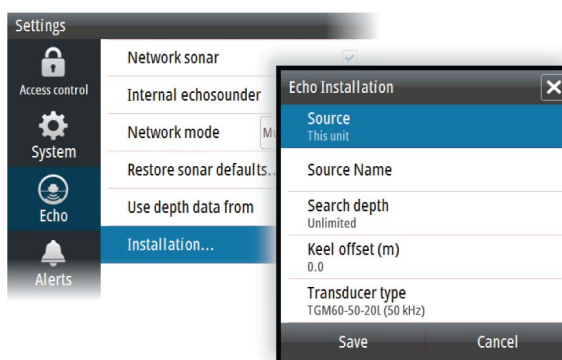 Settings
Access control
System
Echo
Alerts
Network sonar
Internal echosounder
Network mode
Restore sonar defaults..
Use depth data from
Installation...
Echo Installation
Source
This unit
Source Name
Search depth
Unlimited
Keel offset (m)
0.0
Transducer type
TGM60-50-20L (50 kHz)
Save
Cancel